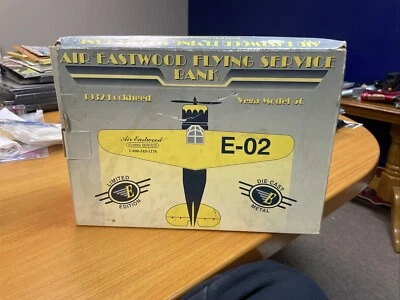 AIR EASTWOOD FLYING SERVICE
BANK
1932 Lockheed
Vega Model 5C
Air Eastwood
FLYING SERVICE
E-02
LIMITED
EDITION
E
DIE CAST
METAL
E